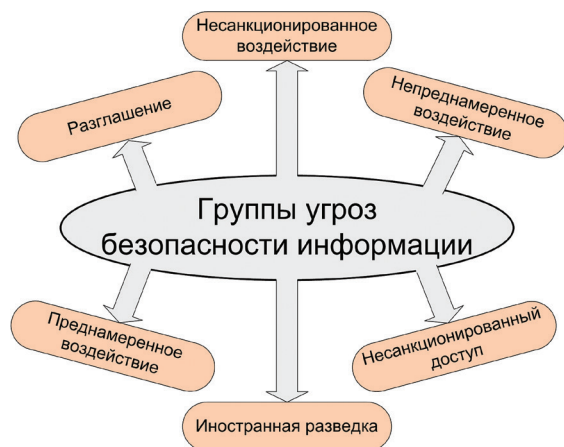 Несанкционированное
воздействие
Разглашение
Непреднамеренное
воздействие
Группы угроз
безопасности информации
Преднамеренное
воздействие
Несанкционированный
доступ
Иностранная разведка